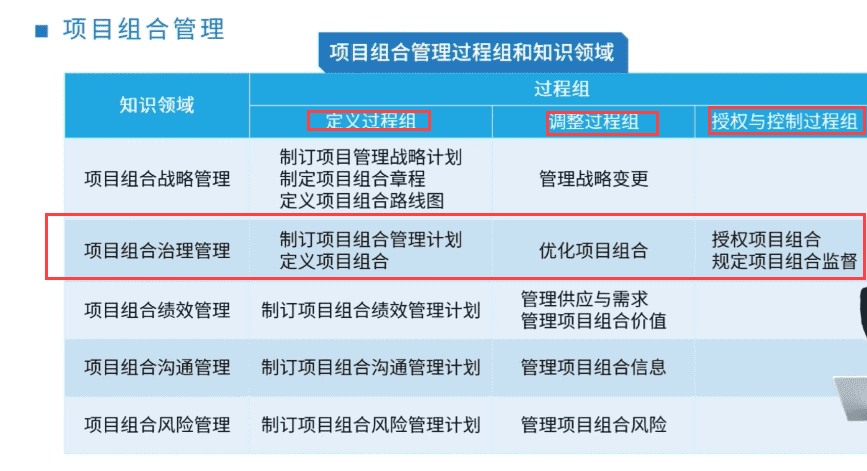 项目组合管理
项目组合管理过程组和知识领域
知识领域
过程组
定义过程组
调整过程组
授权与控制过程组
项目组合战略管理
制订项目管理战略计划
制定项目组合章程
定义项目组合路线图
管理战略变更
项目组合治理管理
制订项目组合管理计划
定义项目组合
优化项目组合
授权项目组合
规定项目组合监督
项目组合绩效管理
制订项目组合绩效管理计划
管理供应与需求
管理项目组合价值
项目组合沟通管理
制订项目组合沟通管理计划
管理项目组合信息
项目组合风险管理
制订项目组合风险管理计划
管理项目组合风险